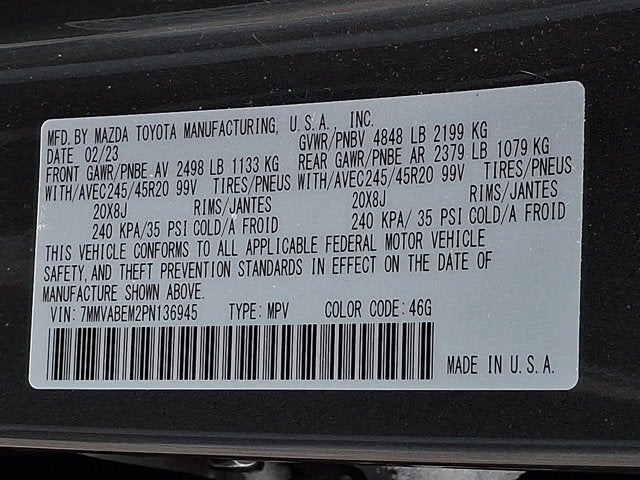 MFD. BY MAZDA TOYOTA MANUFACTURING, U.S.A., INC.
DATE 02/23 GVWR/PNBV 4848 LB 2199 KG
FRONT GAWR/PNBE AV 2498 LB 1133 KG REAR GAWR/PNBE AR 2379 LB 1079 KG
WITH/AVEC245/45R20 99V TIRES/PNEUS WITH/AVEC245/45R20 99V TIRES/PNEUS
20X8J RIMS/JANTES 20X8J RIMS/JANTES
240 KPA/35 PSI COLD/A FROID 240 KPA/35 PSI COLD/A FROID
THIS VEHICLE CONFORMS TO ALL APPLICABLE FEDERAL MOTOR VEHICLE
SAFETY, AND THEFT PREVENTION STANDARDS IN EFFECT ON THE DATE OF
MANUFACTURE SHOWN ABOVE.
VIN: 7MMVABEM2PN136945 TYPE: MPV COLOR CODE: 46G
MADE IN U.S.A.